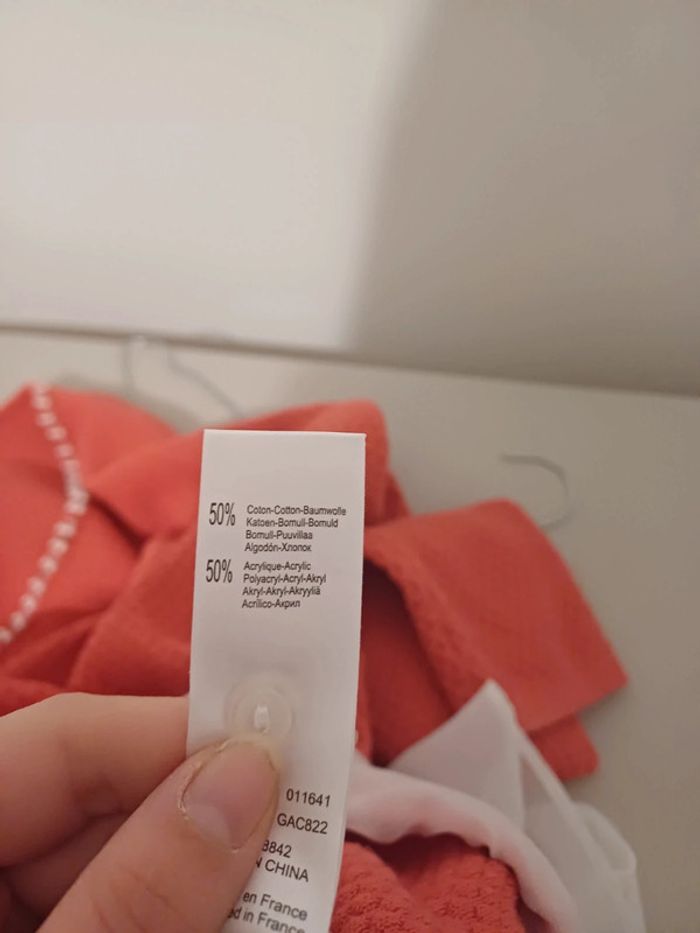 50% Coton-Cotton-Baumwolle
Katoen-Bomull-Bomuld
Bomull-Puuvillaa
Algodón-Хлопок
50% Acrylique-Acrylic
Polyacryl-Acryl-Akryl
Akryl-Akryl-Akryyliä
Acrílico-Акрил
011641
GAC822
3842
CHINA
en France
in France